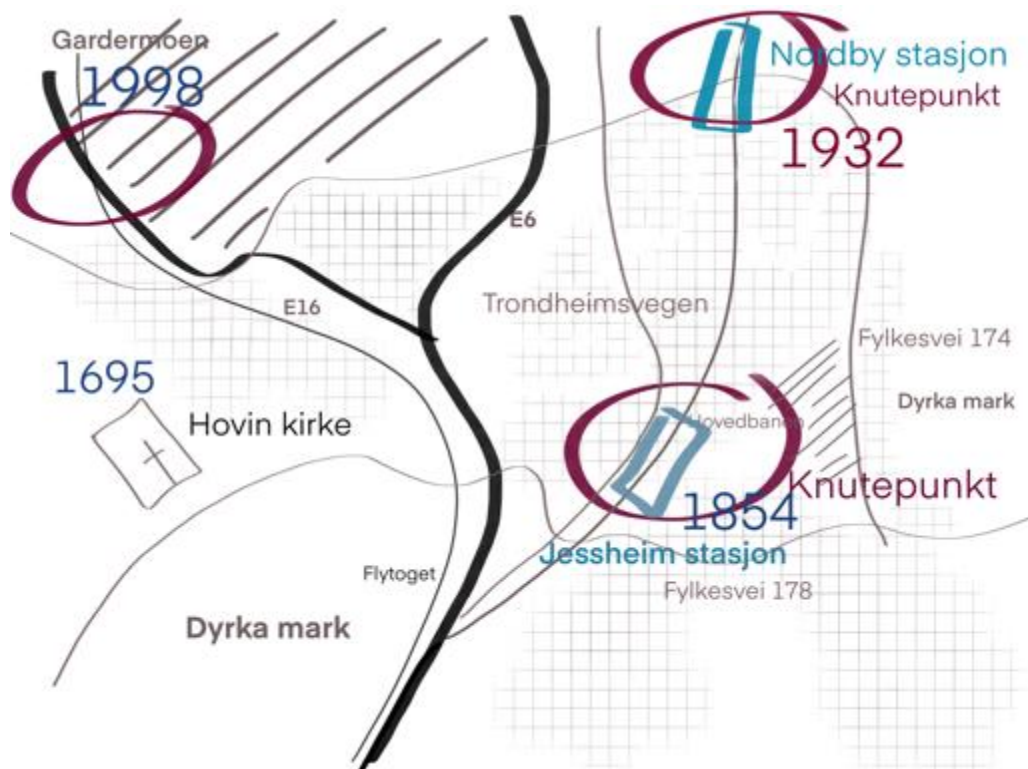 Gardermoen
1998
Nordby stasjon
Knutepunkt
1932
E6
E16
Trondheimsvegen
Fylkesvei 174
1695
Hovin kirke
Dyrka mark
Hovedbanen
Knutepunkt
1854
Jessheim stasjon
Flytoget
Fylkesvei 178
Dyrka mark